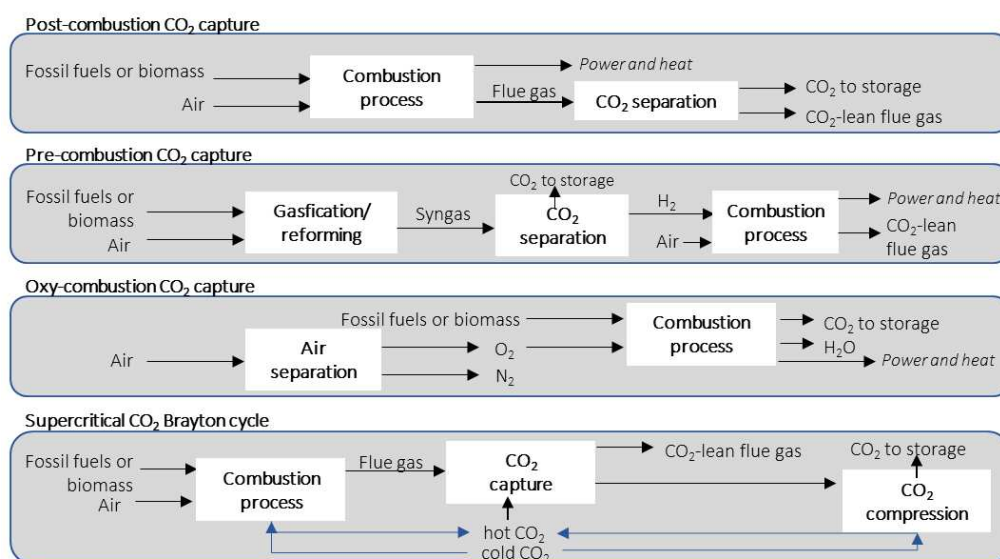 Post-combustion CO₂ capture
Fossil fuels or biomass
Air
Combustion
process
Power and heat
Flue gas
CO₂ separation
CO₂ to storage
CO₂-lean flue gas
Pre-combustion CO₂ capture
Fossil fuels or
biomass
Air
Gasfication/
reforming
Syngas
CO₂ to storage
CO₂
separation
H₂
Air
Combustion
process
Power and heat
CO₂-lean
flue gas
Oxy-combustion CO₂ capture
Fossil fuels or biomass
Air
Air
separation
O₂
N₂
Combustion
process
CO₂ to storage
H₂O
Power and heat
Supercritical CO₂ Brayton cycle
Fossil fuels or
biomass
Air
Combustion
process
Flue gas
CO₂
capture
CO₂-lean flue gas
CO₂ to storage
CO₂
compression
hot CO₂
cold CO₂